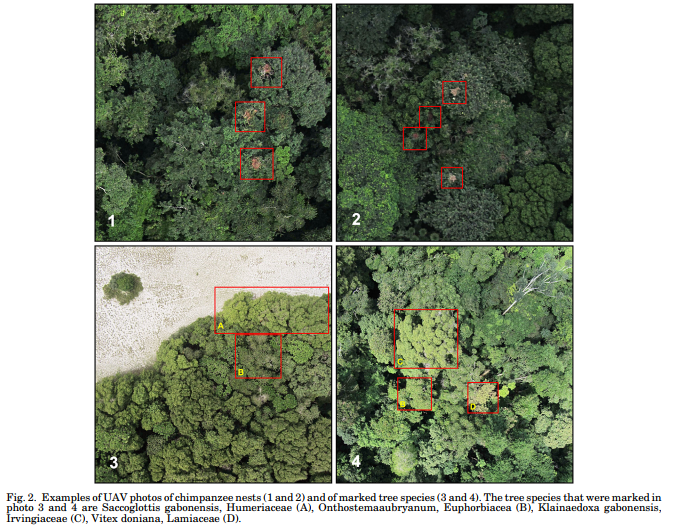 1
2
A
B
3
C
D
4
Fig. 2. Examples of UAV photos of chimpanzee nests (1 and 2) and of marked tree species (3 and 4). The tree species that were marked in
photo 3 and 4 are Saccoglottis gabonensis, Humeriaceae (A), Onthostemaaubryanum, Euphorbiacea (B), Klainaedoxa gabonensis,
Irvingiaceae (C), Vitex doniana, Lamiaceae (D).